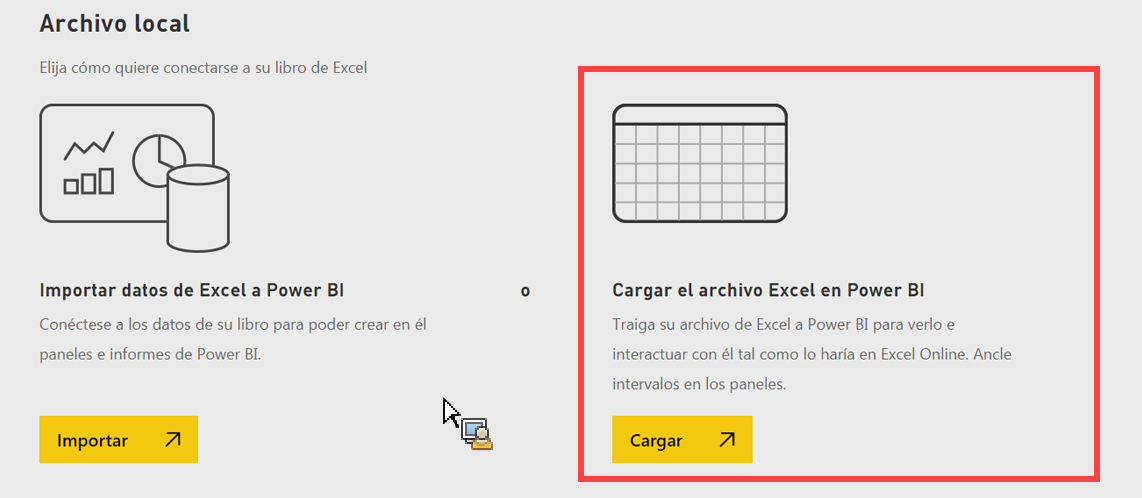 Archivo local
Elija cómo quiere conectarse a su libro de Excel
Importar datos de Excel a Power BI
Conéctese a los datos de su libro para poder crear en él
paneles e informes de Power BI.
Importar
o
Cargar el archivo Excel en Power BI
Traiga su archivo de Excel a Power BI para verlo e
interactuar con él tal como lo haría en Excel Online. Ancle
intervalos en los paneles.
Cargar